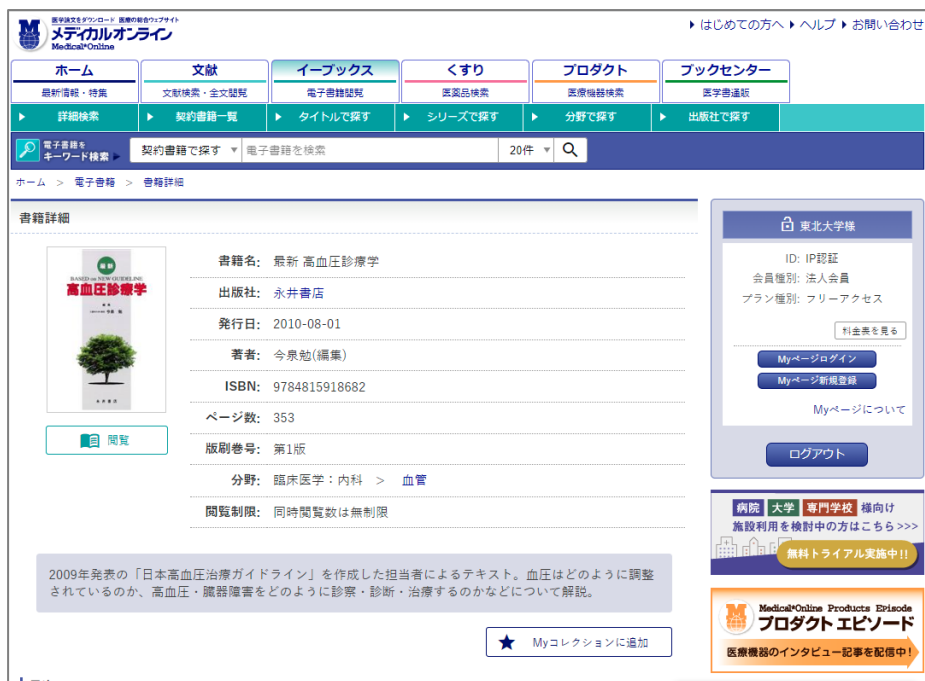 医学論文をダウンロード 医療の総合ウェブサイト
メディカルオンライン
Medical*Online
はじめての方へ ヘルプ お問い合わせ
ホーム 文献 イーブックス くすり プロダクト ブックセンター
最新情報・特集 文献検索・全文閲覧 電子書籍閲覧 医薬品検索 医療機器検索 医学書通販
詳細検索 契約書籍一覧 タイトルで探す シリーズで探す 分野で探す 出版社で探す
電子書籍を
キーワード検索
契約書籍で探す 電子書籍を検索 20件
ホーム > 電子書籍 > 書籍詳細
書籍詳細
最新
BASED on NEW GUIDELINE
高血圧診療学
永井書店
閲覧
書籍名: 最新 高血圧診療学
出版社: 永井書店
発行日: 2010-08-01
著者: 今泉勉(編集)
ISBN: 9784815918682
ページ数: 353
版刷巻号: 第1版
分野: 臨床医学:内科 > 血管
閲覧制限: 同時閲覧数は無制限
2009年発表の「日本高血圧治療ガイドライン」を作成した担当者によるテキスト。血圧はどのように調整
されているのか、高血圧・臓器障害をどのように診察・診断・治療するのかなどについて解説。
Myコレクションに追加
東北大学様
ID: IP認証
会員種別: 法人会員
プラン種別: フリーアクセス
料金表を見る
Myページログイン
Myページ新規登録
Myページについて
ログアウト
病院 大学 専門学校 様向け
施設利用を検討中の方はこちら>>>
無料トライアル実施中!!
Medical*Online Products Episode
プロダクト エピソード
医療機器のインタビュー記事を配信中!